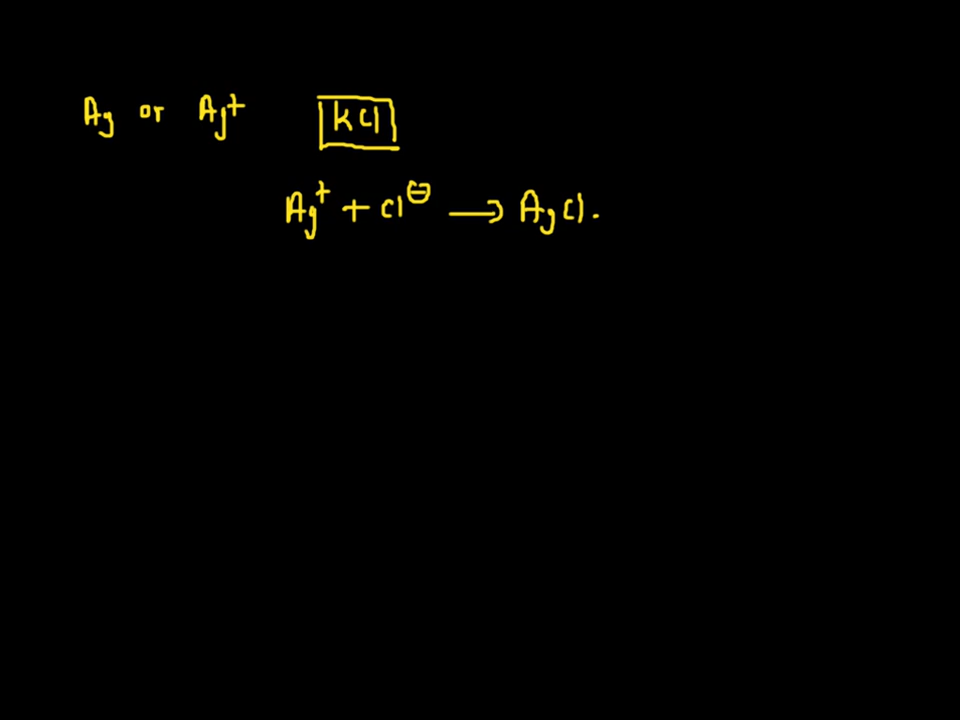 Ag or Ag⁺ KCl
Ag⁺ + Cl⊖ → AgCl.